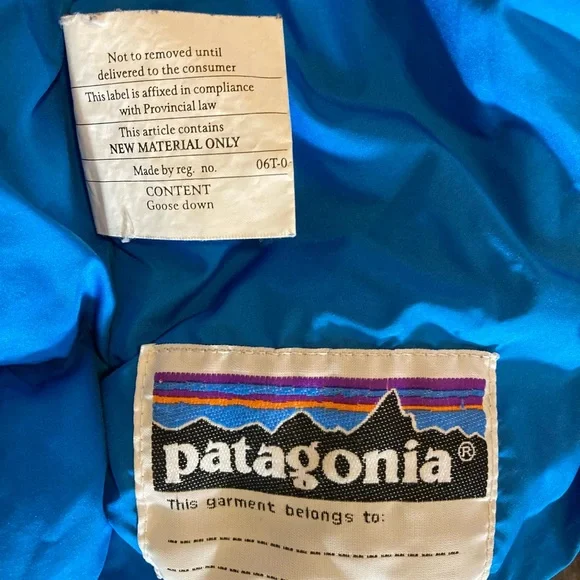 Not to removed until
delivered to the consumer
This label is affixed in compliance
with Provincial law
This article contains
NEW MATERIAL ONLY
Made by reg. no. 06T-0
CONTENT
Goose down
patagonia®
This garment belongs to: